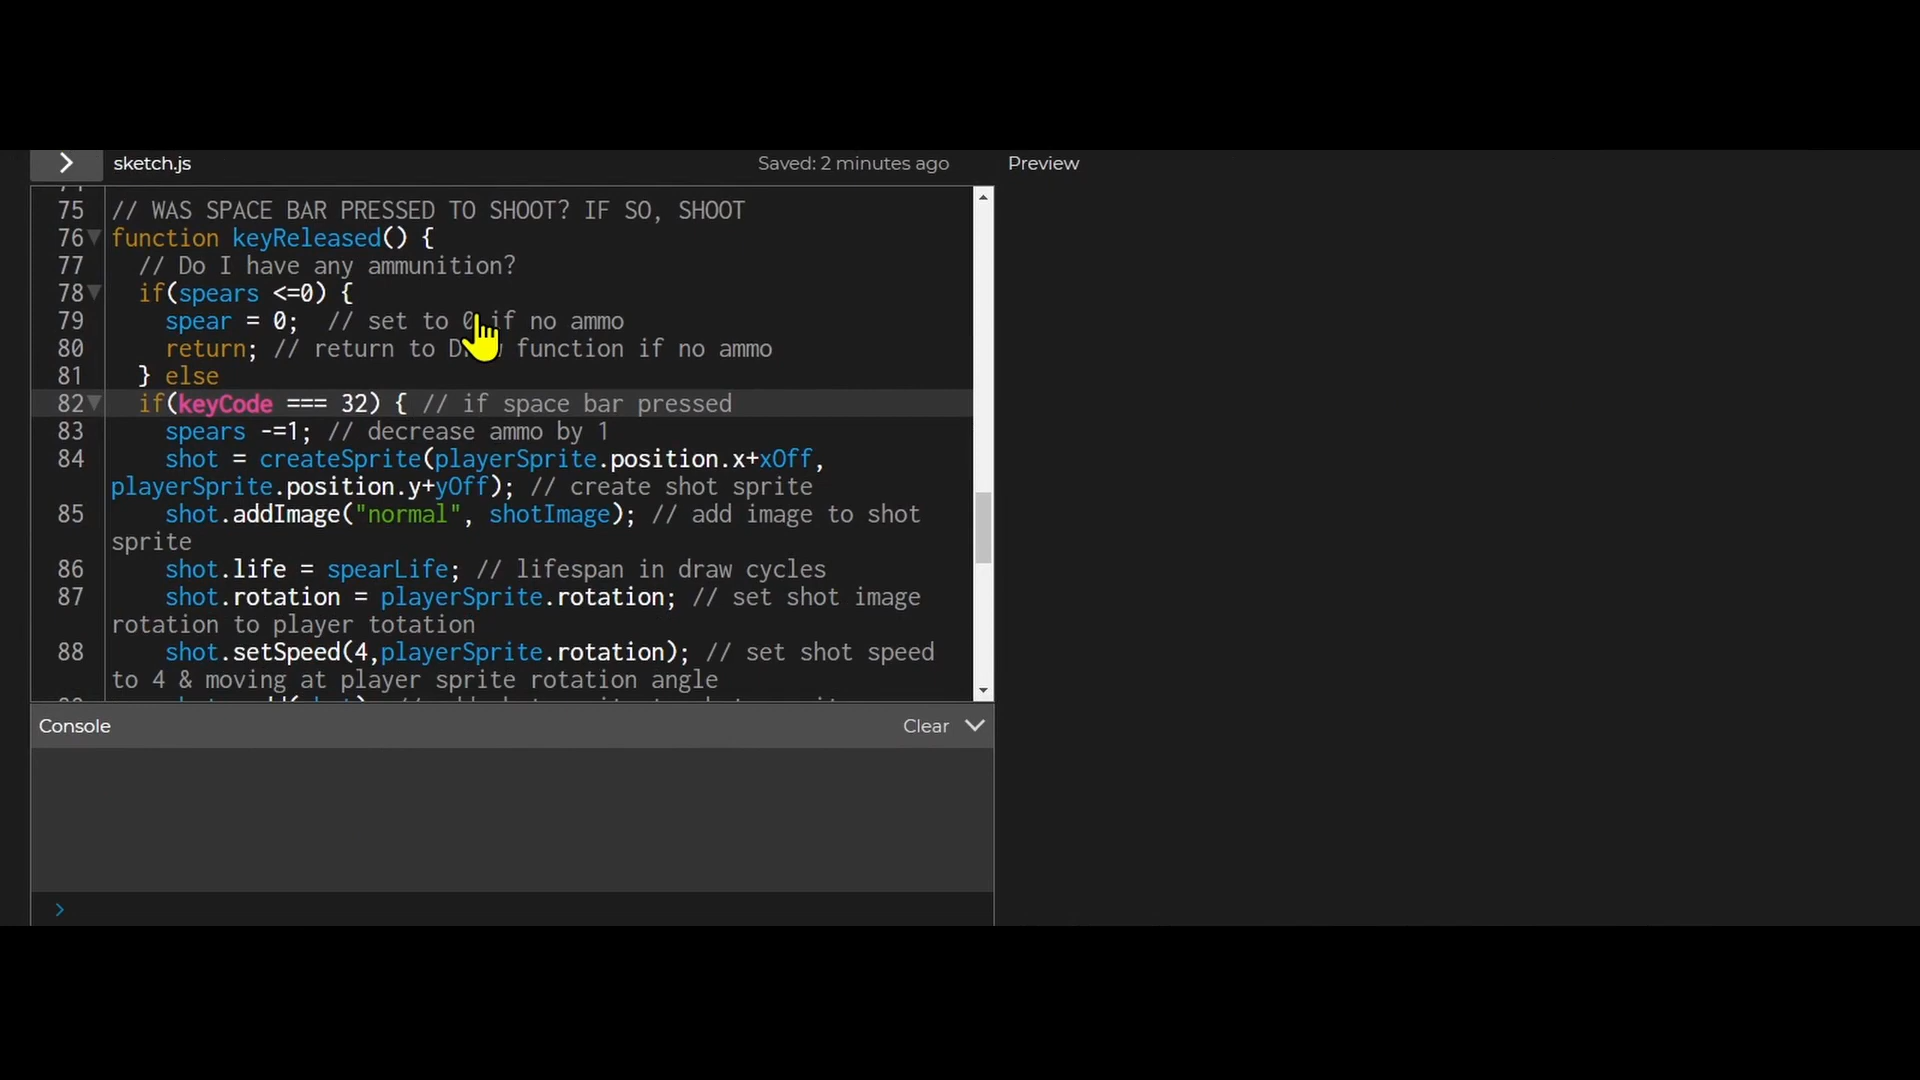 sketch.js
Saved: 2 minutes ago
Preview
75 // WAS SPACE BAR PRESSED TO SHOOT? IF SO, SHOOT
76 function keyReleased() {
77 // Do I have any ammunition?
78 if(spears <=0) {
79 spear = 0; // set to 0 if no ammo
80 return; // return to function if no ammo
81 } else
82 if(keyCode === 32) { // if space bar pressed
83 spears -=1; // decrease ammo by 1
84 shot = createSprite(playerSprite.position.x+xOff,
playerSprite.position.y+yOff); // create shot sprite
85 shot.addImage("normal", shotImage); // add image to shot
sprite
86 shot.life = spearLife; // lifespan in draw cycles
87 shot.rotation = playerSprite.rotation; // set shot image
rotation to player totation
88 shot.setSpeed(4,playerSprite.rotation); // set shot speed
to 4 & moving at player sprite rotation angle
Console
Clear
>